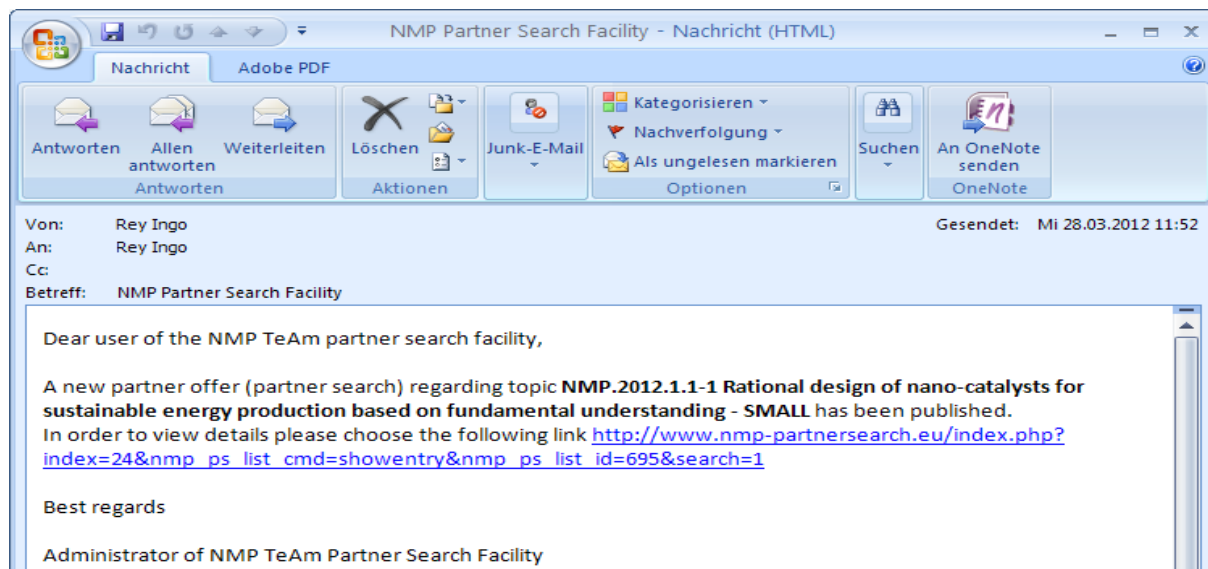 NMP Partner Search Facility - Nachricht (HTML)
Nachricht Adobe PDF
Antworten Allen antworten Weiterleiten
Antworten
Löschen
Aktionen
Junk-E-Mail
Kategorisieren
Nachverfolgung
Als ungelesen markieren
Optionen
Suchen
An OneNote senden
OneNote
Von: Rey Ingo Gesendet: Mi 28.03.2012 11:52
An: Rey Ingo
Cc:
Betreff: NMP Partner Search Facility
Dear user of the NMP TeAm partner search facility,
A new partner offer (partner search) regarding topic NMP.2012.1.1-1 Rational design of nano-catalysts for
sustainable energy production based on fundamental understanding - SMALL has been published.
In order to view details please choose the following link http://www.nmp-partnersearch.eu/index.php?
index=24&nmp_ps_list_cmd=showentry&nmp_ps_list_id=695&search=1
Best regards
Administrator of NMP TeAm Partner Search Facility